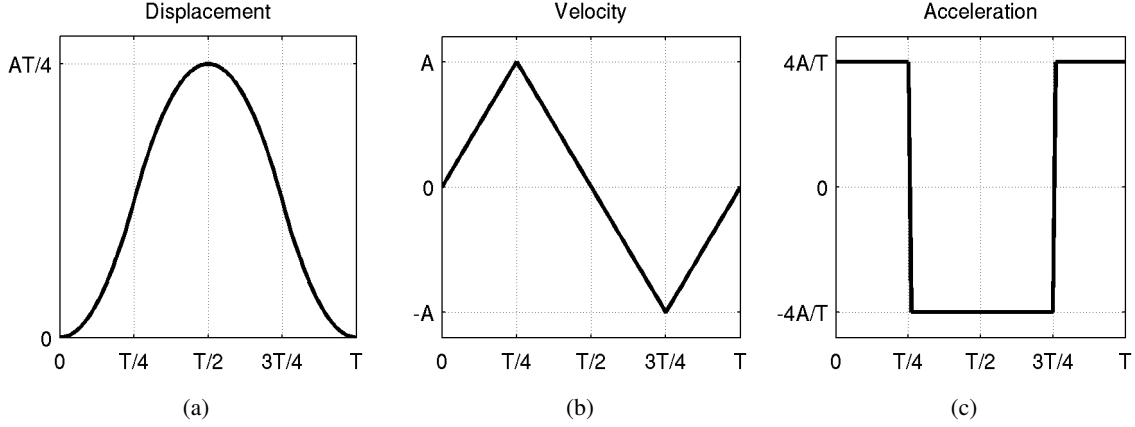 Displacement
AT/4
0
0 T/4 T/2 3T/4 T
(a)
Velocity
A
0
-A
0 T/4 T/2 3T/4 T
(b)
Acceleration
4A/T
0
-4A/T
0 T/4 T/2 3T/4 T
(c)